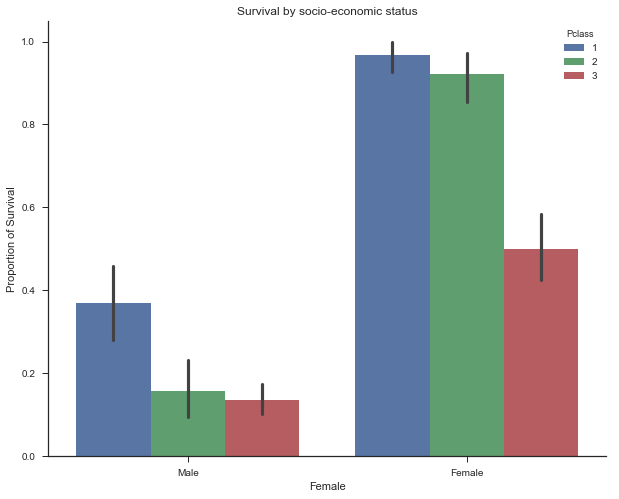 Survival by socio-economic status
Pclass
1
2
3
1.0
0.8
0.6
0.4
0.2
0.0
Proportion of Survival
Male
Female
Female